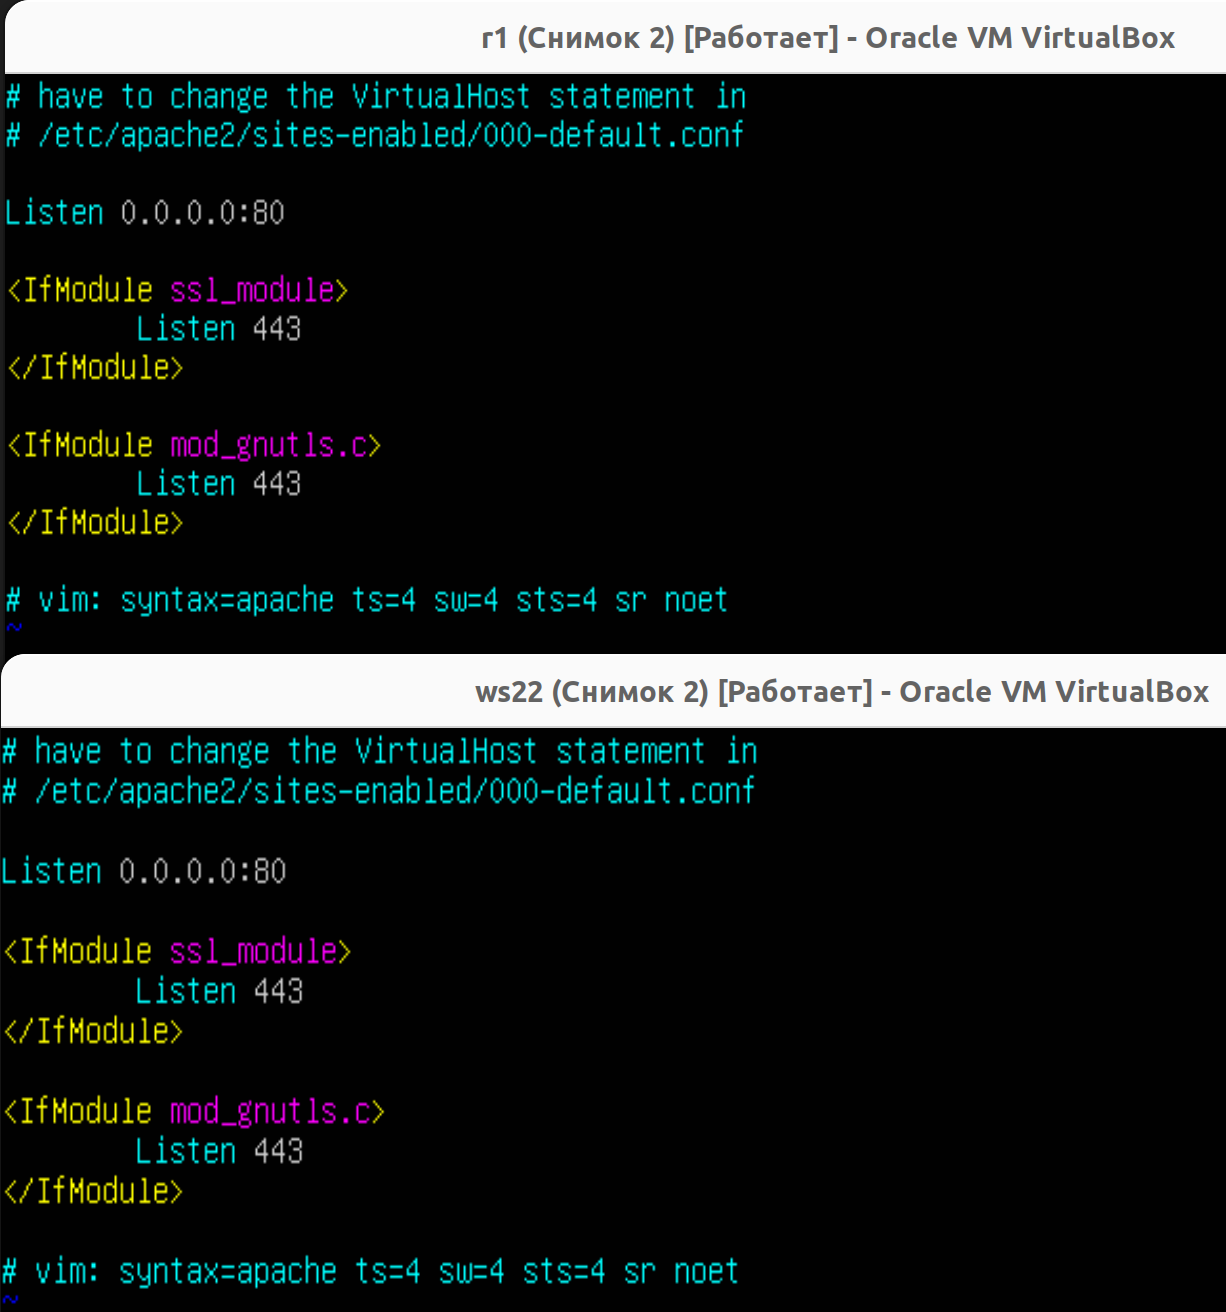 r1 (Снимок 2) [Работает] - Oracle VM VirtualBox
# have to change the VirtualHost statement in
# /etc/apache2/sites-enabled/000-default.conf
Listen 0.0.0.0:80
<IfModule ssl_module>
Listen 443
</IfModule>
<IfModule mod_gnutls.c>
Listen 443
</IfModule>
# vim: syntax=apache ts=4 sw=4 sts=4 sr noet
~
ws22 (Снимок 2) [Работает] - Oracle VM VirtualBox
# have to change the VirtualHost statement in
# /etc/apache2/sites-enabled/000-default.conf
Listen 0.0.0.0:80
<IfModule ssl_module>
Listen 443
</IfModule>
<IfModule mod_gnutls.c>
Listen 443
</IfModule>
# vim: syntax=apache ts=4 sw=4 sts=4 sr noet
~